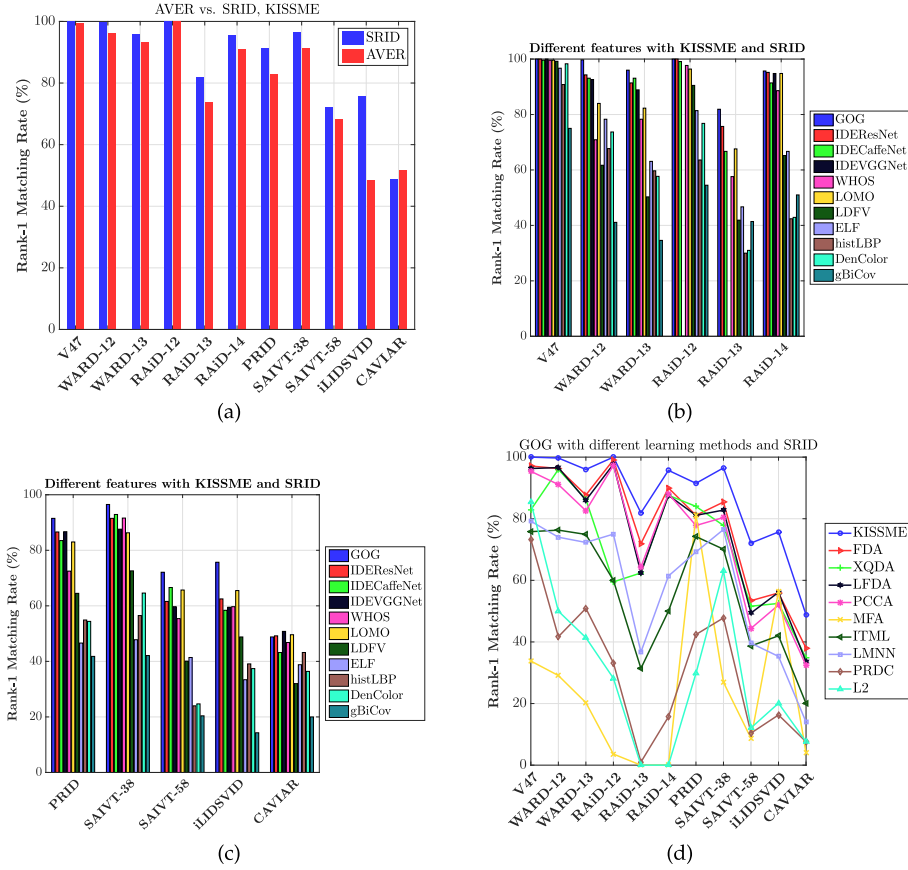 AVER vs. SRID, KISSME
Rank-1 Matching Rate (%)
100
80
60
40
20
0
SRID
AVER
V47
WARD-12
WARD-13
RAiD-12
RAiD-13
RAiD-14
PRID
SAIVT-38
SAIVT-58
iLIDSVID
CAVIAR
(a)
Different features with KISSME and SRID
Rank-1 Matching Rate (%)
100
80
60
40
20
0
GOG
IDEResNet
IDECaffeNet
IDEVGGNet
WHOS
LOMO
LDFV
ELF
histLBP
DenColor
gBiCov
V47
WARD-12
WARD-13
RAiD-12
RAiD-13
RAiD-14
(b)
Different features with KISSME and SRID
Rank-1 Matching Rate (%)
100
80
60
40
20
0
GOG
IDEResNet
IDECaffeNet
IDEVGGNet
WHOS
LOMO
LDFV
ELF
histLBP
DenColor
gBiCov
PRID
SAIVT-38
SAIVT-58
iLIDSVID
CAVIAR
(c)
GOG with different learning methods and SRID
Rank-1 Matching Rate (%)
100
80
60
40
20
0
KISSME
FDA
XQDA
LFDA
PCCA
MFA
ITML
LMNN
PRDC
L2
V47
WARD-12
WARD-13
RAiD-12
RAiD-13
RAiD-14
PRID
SAIVT-38
SAIVT-58
iLIDSVID
CAVIAR
(d)